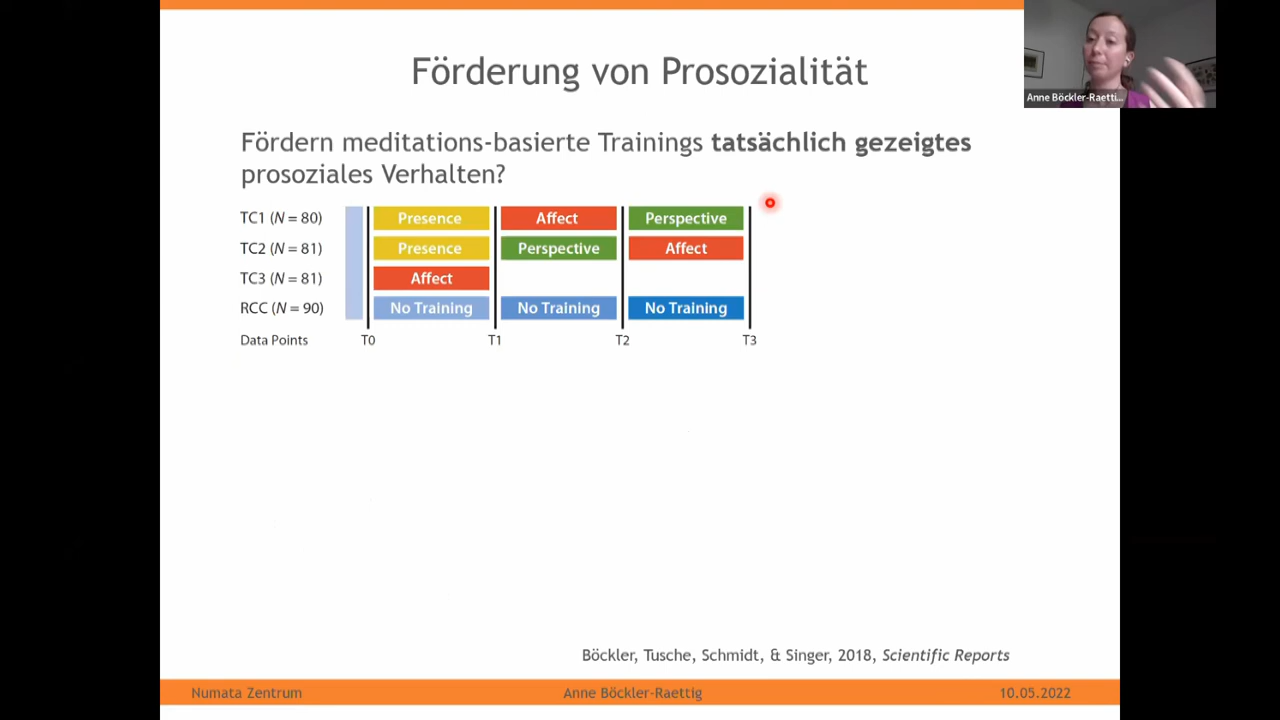 Förderung von Prosozialität
Anne Böckler-Raetti...
Fördern meditations-basierte Trainings tatsächlich gezeigtes
prosoziales Verhalten?
TC1 (N = 80) Presence Affect Perspective
TC2 (N = 81) Presence Perspective Affect
TC3 (N = 81) Affect
RCC (N = 90) No Training No Training No Training
Data Points T0 T1 T2 T3
Böckler, Tusche, Schmidt, & Singer, 2018, Scientific Reports
Numata Zentrum Anne Böckler-Raettig 10.05.2022